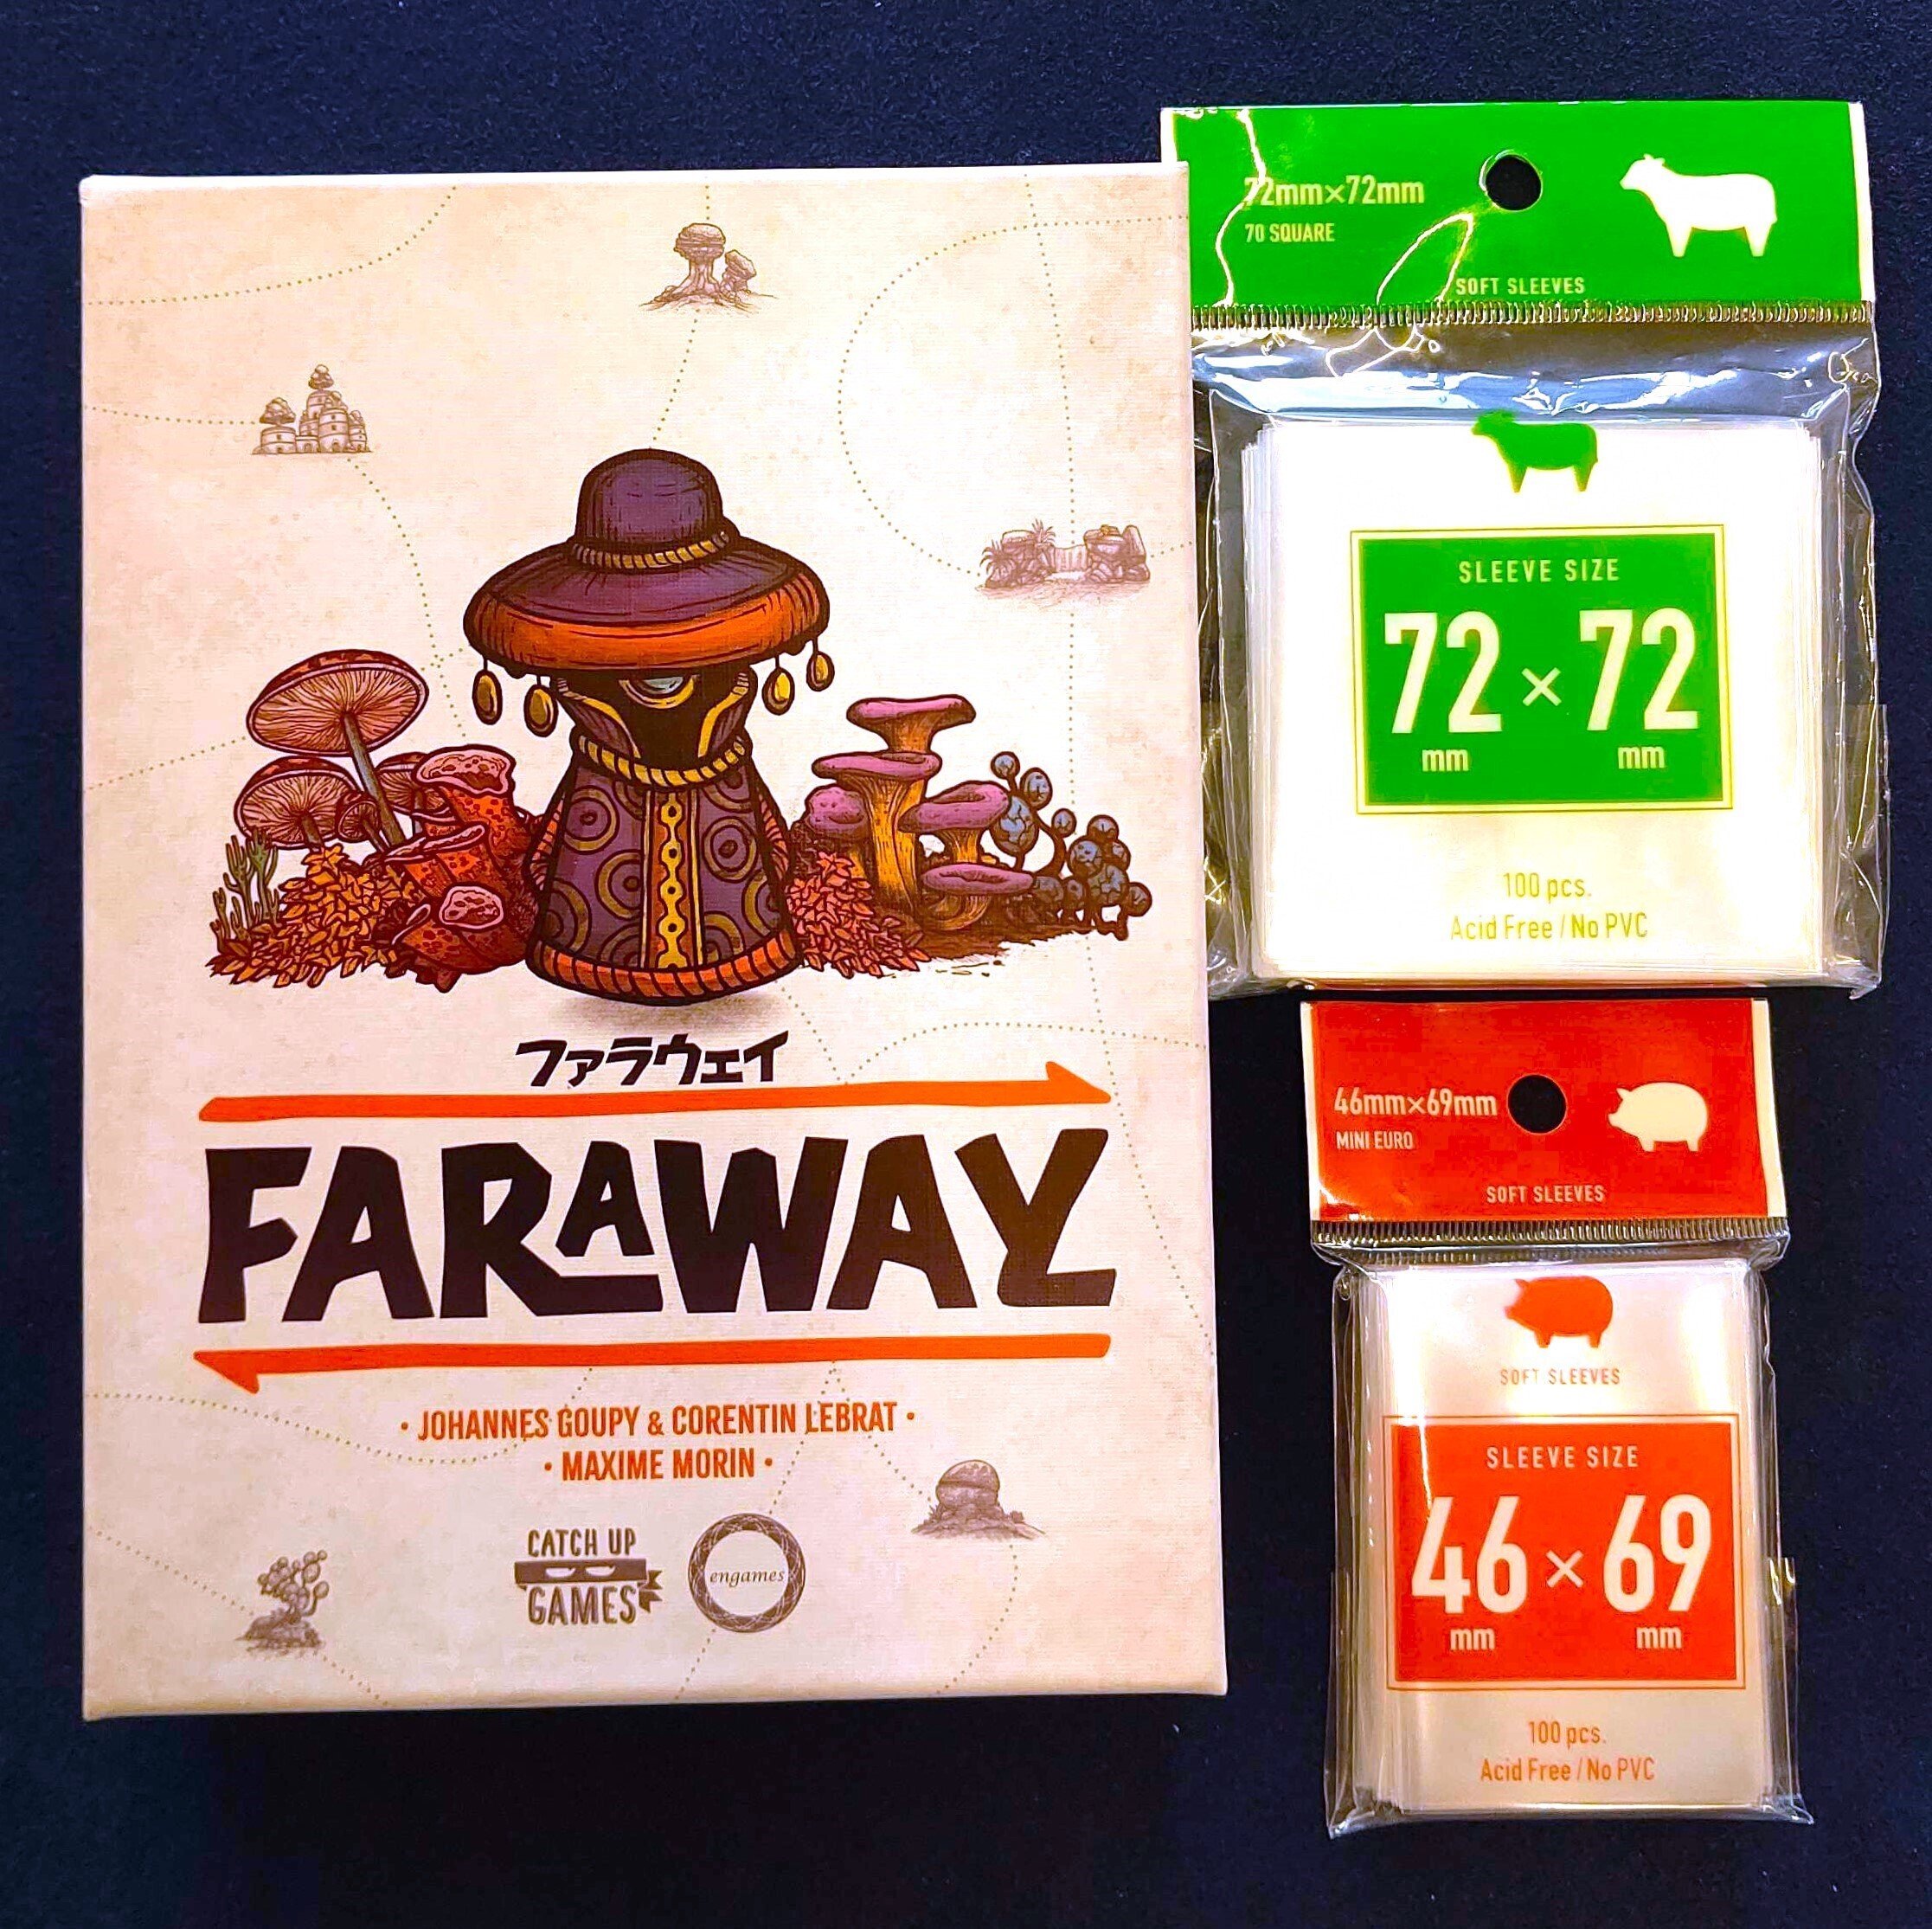 ファラウェイ
FARAWAY
• JOHANNES GOUPY & CORENTIN LEBRAT •
• MAXIME MORIN •
CATCH UP
GAMES
engames
72mm×72mm
70 SQUARE
SOFT SLEEVES
SLEEVE SIZE
72 × 72
mm mm
100 pcs.
Acid Free / No PVC
46mm×69mm
MINI EURO
SOFT SLEEVES
SOFT SLEEVES
SLEEVE SIZE
46 × 69
mm mm
100 pcs.
Acid Free / No PVC